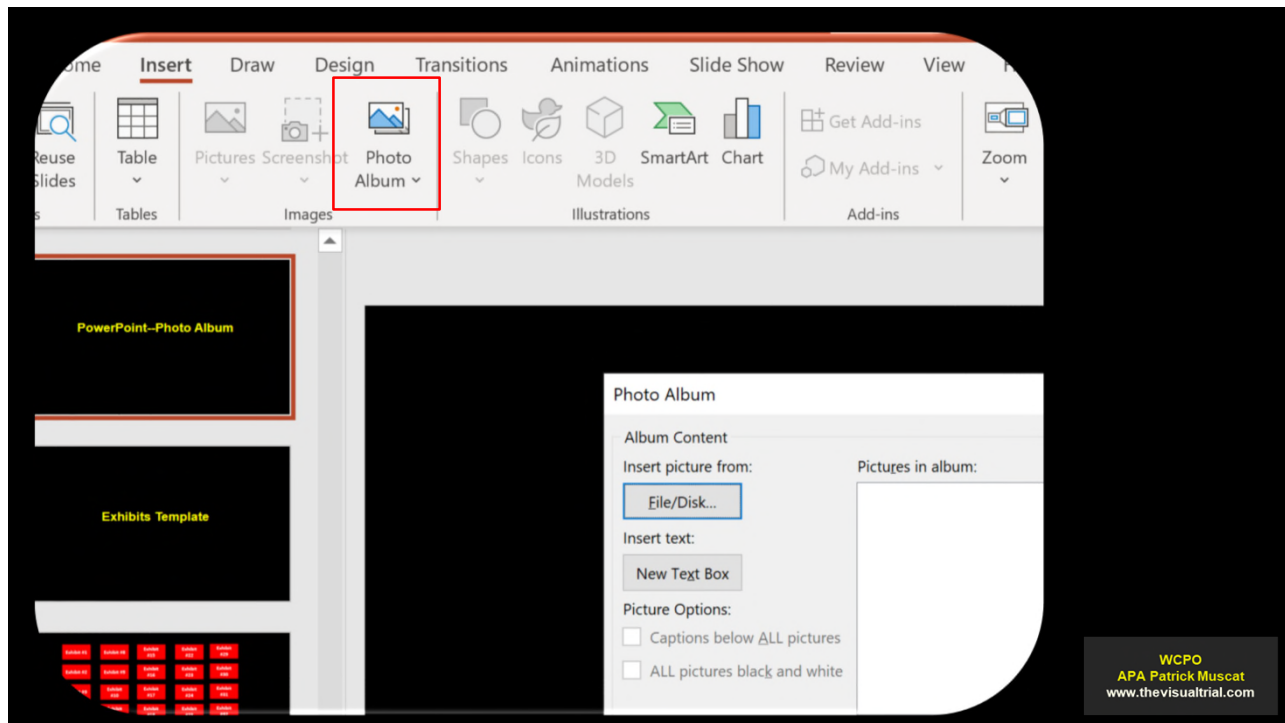 Insert Draw Design Transitions Animations Slide Show Review View
Reuse Slides
Table
Pictures
Screenshot
Photo Album
Shapes
Icons
3D Models
SmartArt
Chart
Get Add-ins
My Add-ins
Zoom
Tables
Images
Illustrations
Add-ins
PowerPoint--Photo Album
Exhibits Template
Photo Album
Album Content
Insert picture from:
Pictures in album:
File/Disk...
Insert text:
New Text Box
Picture Options:
Captions below ALL pictures
ALL pictures black and white
WCPO
APA Patrick Muscat
www.thevisualtrial.com